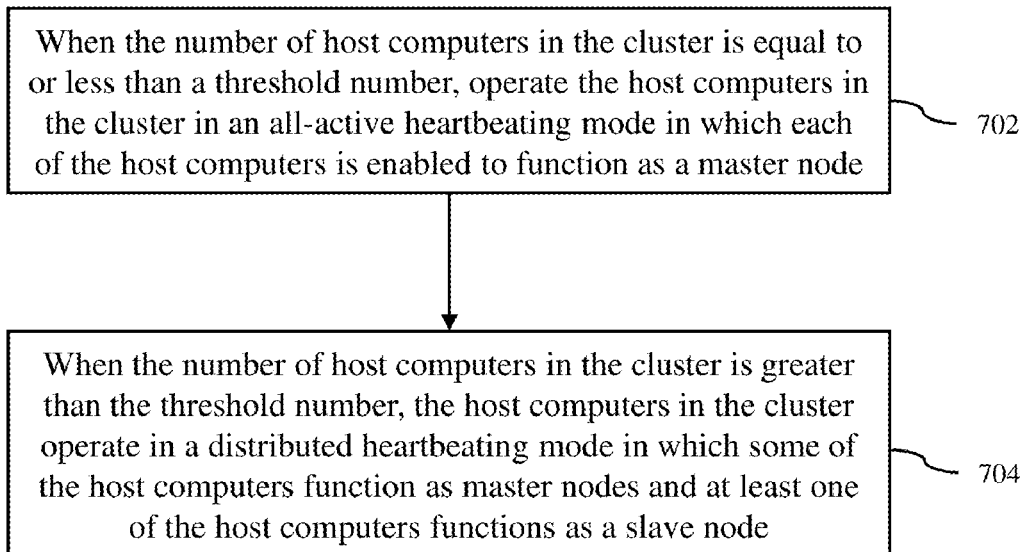 When the number of host computers in the cluster is equal to
or less than a threshold number, operate the host computers in
the cluster in an all-active heartbeating mode in which each
of the host computers is enabled to function as a master node
702
When the number of host computers in the cluster is greater
than the threshold number, the host computers in the cluster
operate in a distributed heartbeating mode in which some of
the host computers function as master nodes and at least one
of the host computers functions as a slave node
704